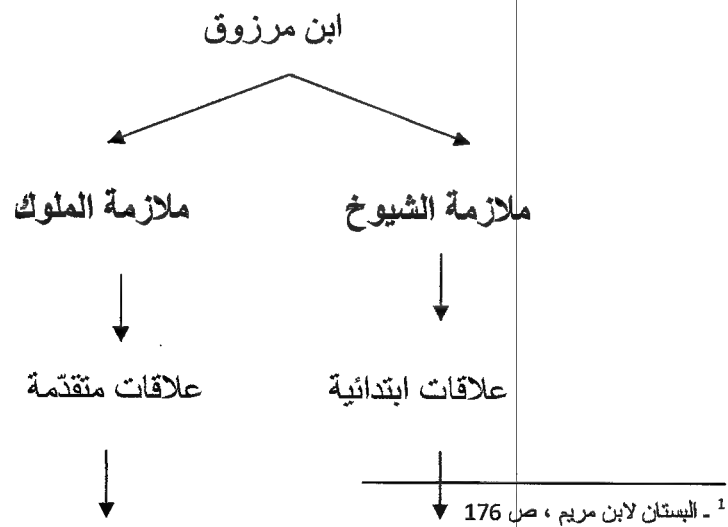 ابن مرزوق
ملازمة الشيوخ ملازمة الملوك
علاقات ابتدائية علاقات متقدّمة
1 ـ البستان لابن مريم ، ص 176